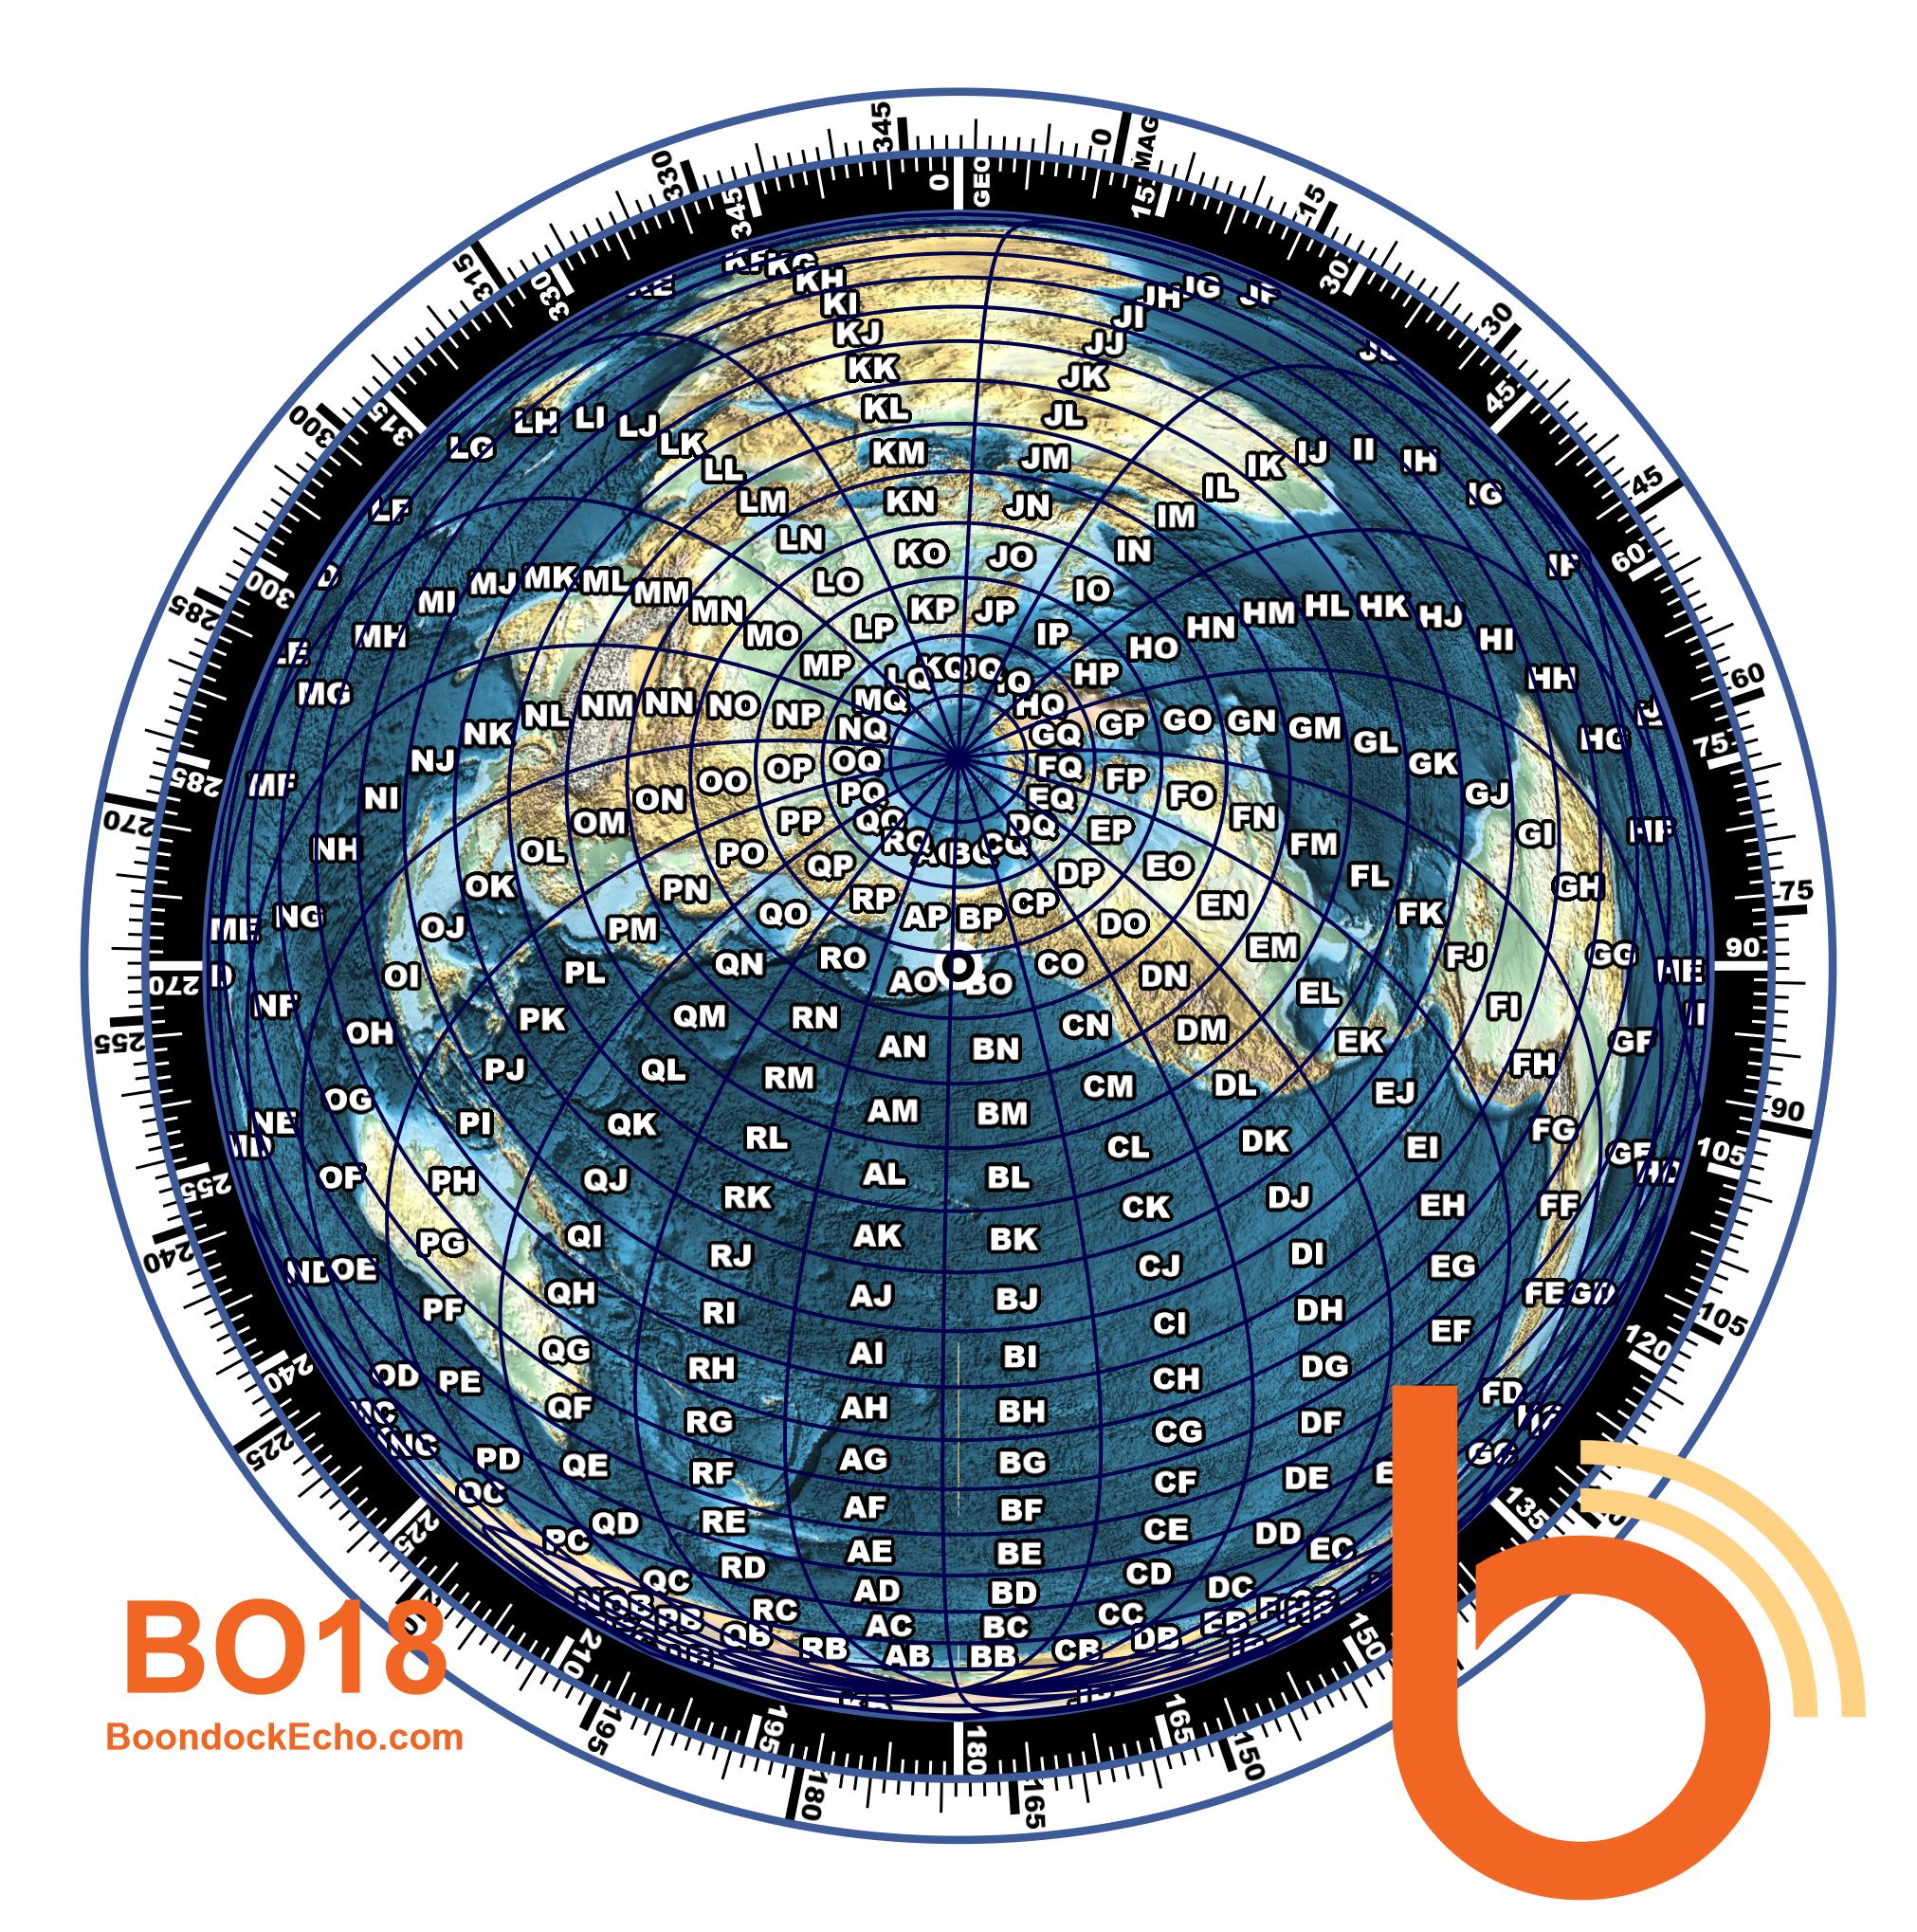 345
0
MAG
330
0
GEO
15
15
345
KF KG
JG
KE
KH
JH
JF
30
315
330
KI
JI
KJ
JJ
30
KK
JK
300
315
LH LI LJ
KL
JL
45
LG
LK
KM
JM
IJ II IH
LL
IK
IG
45
LF
LM
KN
JN
IL
IM
LN
KO
JO
IN
IF
60
MJ MK ML
LO
IO
285
300
MI
MM
MN
KP
JP
HN HM HL HK HJ
MH
MO
LP
IP
HO
HI
MP
KQ
HP
HH
60
MG
LQ
IQ
NL NM NN NO NP
MQ
HQ
GP GO GN GM
NK
NQ
GQ
GL
HG
75
NJ
OP
OQ
FQ
FP
GK
285
MF
NI
ON OO
PQ
EQ
FO
GJ
270
OM
PP
QQ
DQ
EP
FN
GI
HF
NH
OL
PO
QP
RQ
CQ
DP
EO
FM
GH
OK
PN
RP
CP
FL
75
ME NG
OJ
PM
QO
AP BP
DO
EN
FK
GG
90
270
OI
PL
QN
RO
AO BO
CO
DN
EM
FJ
HE
NF
OH
PK
QM
RN
CN
DM
EL
FI
255
PJ
QL
RM
AN BN
CM
DL
EK
FH
GF
OG
PI
QK
AM BM
EJ
FG
90
NE
RL
CL
DK
EI
GE
105
255
OF
PH
QJ
RK
AL BL
CK
DJ
EH
FF
HD
240
PG
QI
RJ
AK BK
CJ
DI
EG
ND OE
PF
QH
RI
AJ BJ
CI
DH
EF
FE GD
105
240
OD PE
QG
RH
AI BI
CH
DG
120
FD
QF
RG
AH BH
CG
DF
225
NC
PD
QE
RF
AG BG
CF
DE
GC
OC
QD
RE
AF BF
CE
DD
135
225
PC
RD
AE BE
CD
EC
QC
RC
AD BD
CC
DC
PB
QB
RB
AC BC
CB
DB
EB
AB BB
150
BO18
210
195
195
180
165
150
BoondockEcho.com
180
165
b